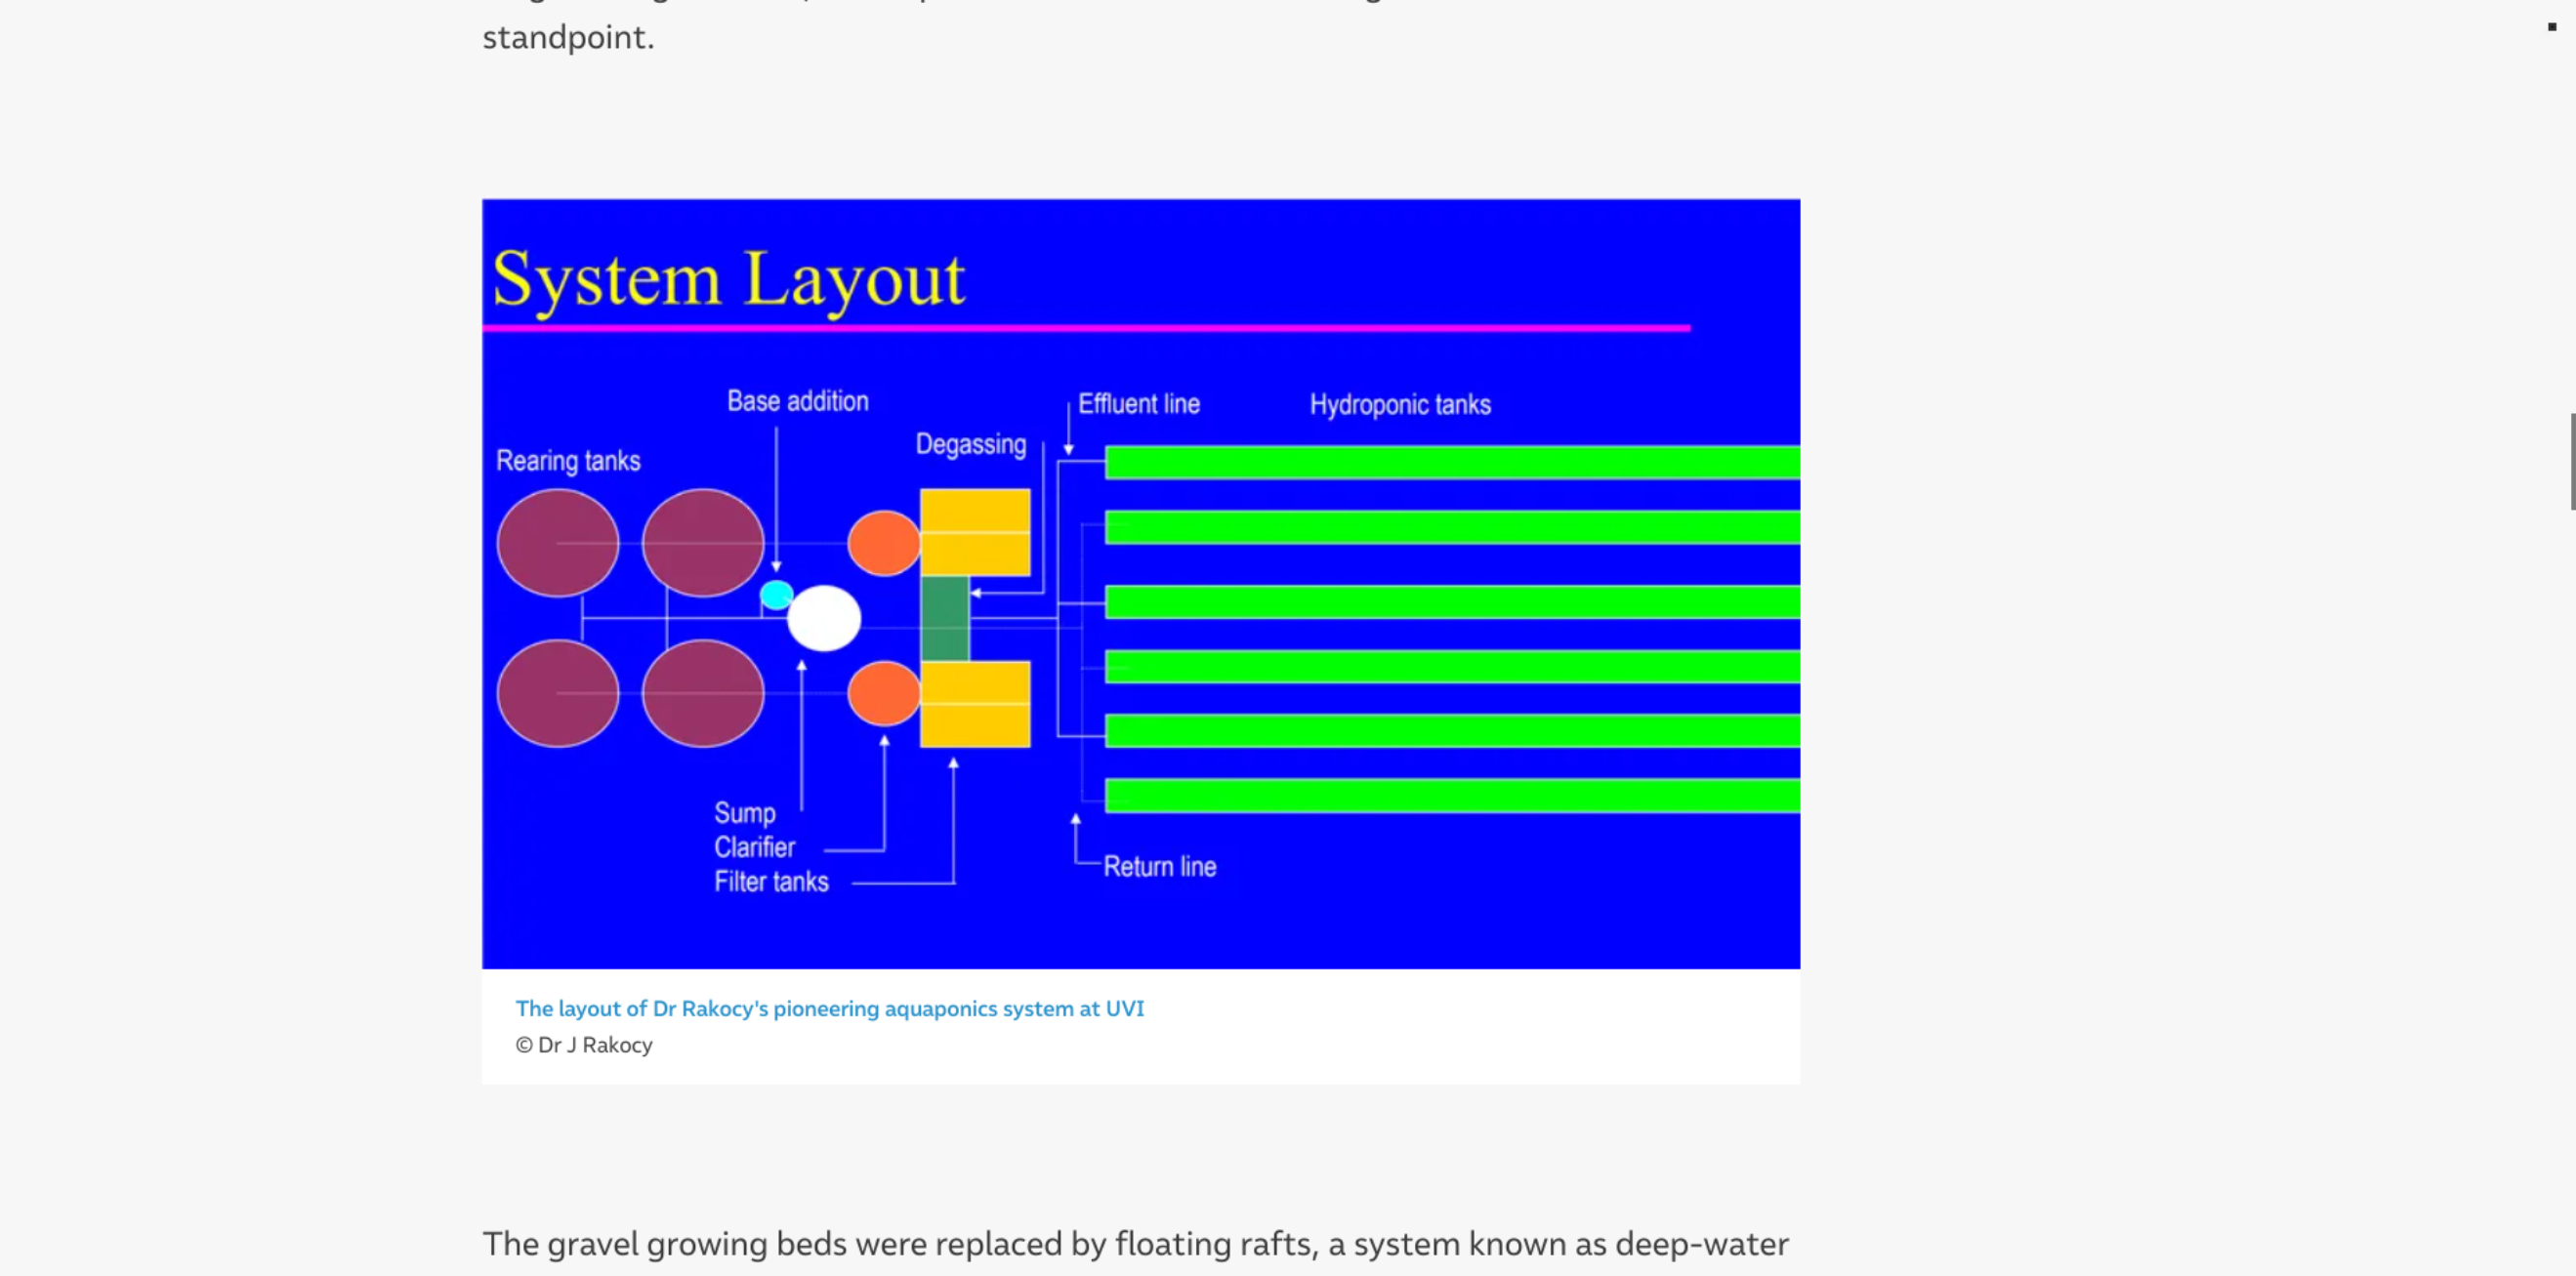 standpoint.
System Layout
Base addition
Effluent line
Hydroponic tanks
Degassing
Rearing tanks
Sump
Clarifier
Filter tanks
Return line
The layout of Dr Rakocy's pioneering aquaponics system at UVI
© Dr J Rakocy
The gravel growing beds were replaced by floating rafts, a system known as deep-water